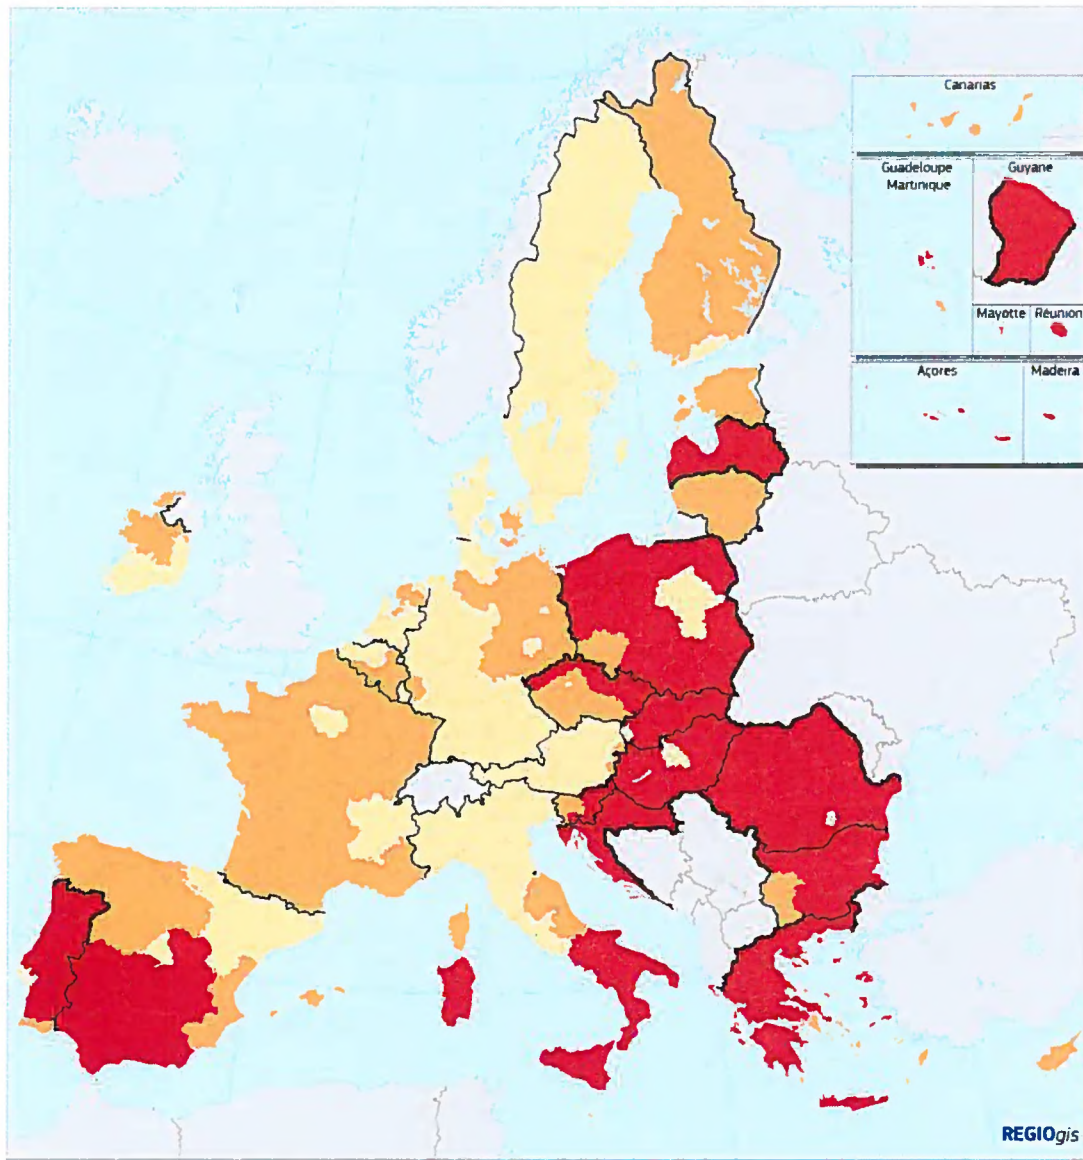 Canarias
Guadeloupe
Martinique
Guyane
Mayotte
Réunion
Açores
Madeira
REGIOgis